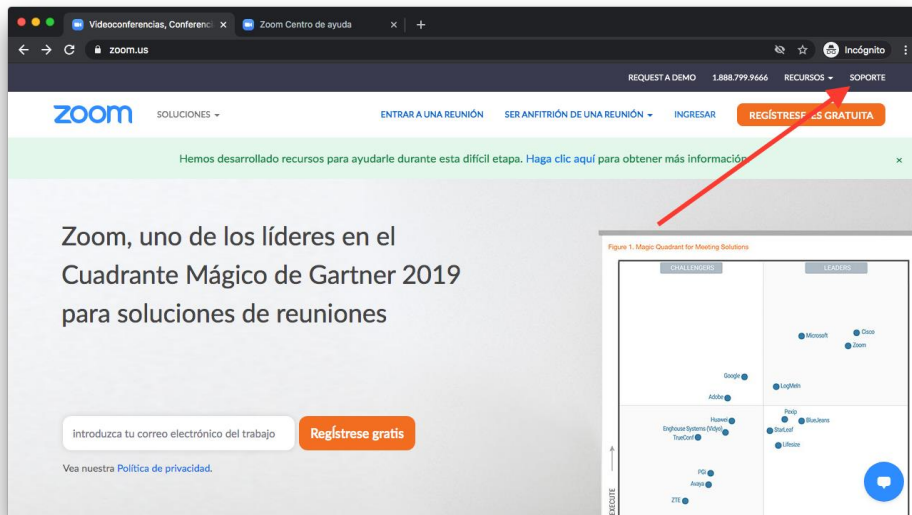 Videoconferencias, Conferenc
Zoom Centro de ayuda
zoom.us
Incógnito
REQUEST A DEMO 1.888.799.9666 RECURSOS SOPORTE
zoom SOLUCIONES ENTRAR A UNA REUNIÓN SER ANFITRIÓN DE UNA REUNIÓN INGRESAR REGÍSTRESE, ES GRATUITA
Hemos desarrollado recursos para ayudarle durante esta difícil etapa. Haga clic aquí para obtener más información.
Zoom, uno de los líderes en el
Cuadrante Mágico de Gartner 2019
para soluciones de reuniones
introduzca tu correo electrónico del trabajo
Regístrese gratis
Vea nuestra Política de privacidad.
Figure 1. Magic Quadrant for Meeting Solutions
CHALLENGERS LEADERS
Microsoft Cisco
Zoom
Google
LogMeIn
Adobe
Pexip
Huawei BlueJeans
Enghouse Systems (Vidyo) StarLeaf
TrueConf
Lifesize
PGi
Avaya
ZTE
EXECUTE